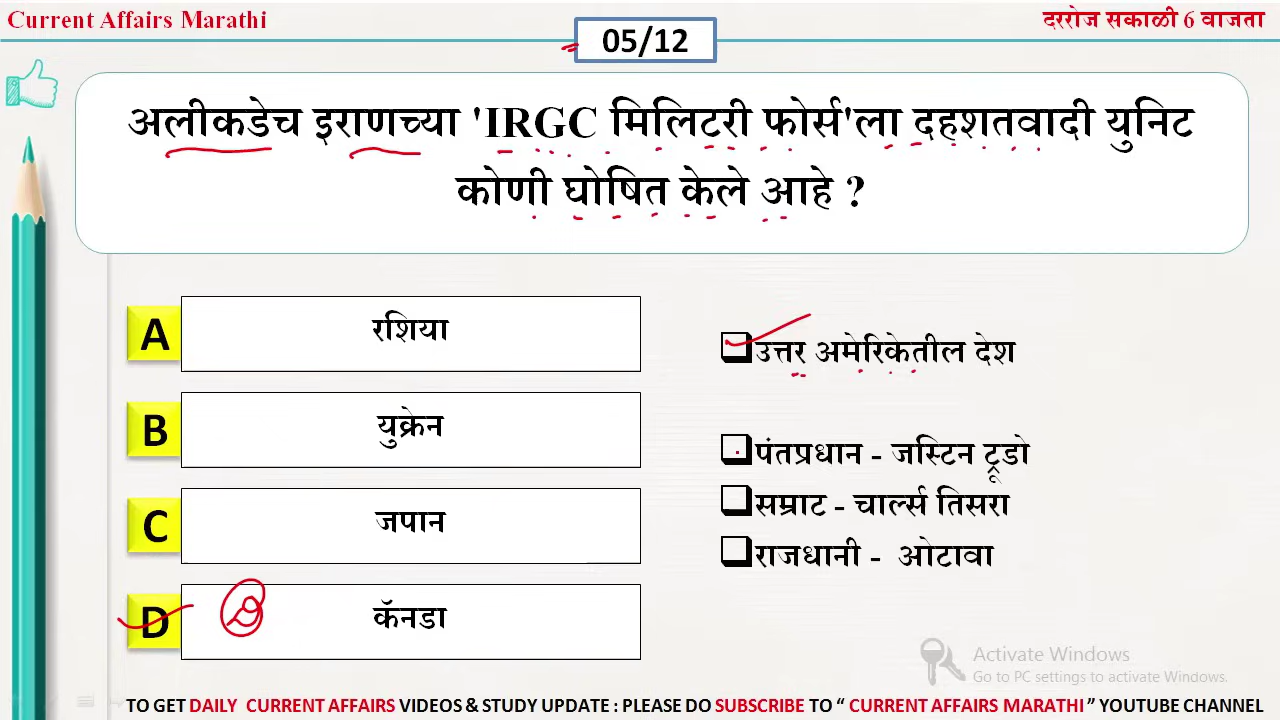 Current Affairs Marathi
दररोज सकाळी 6 वाजता
05/12
अलीकडेच इराणच्या 'IRGC मिलिटरी फोर्स'ला दहशतवादी युनिट
कोणी घोषित केले आहे ?
A रशिया
B युक्रेन
C जपान
D कॅनडा
उत्तर अमेरिकेतील देश
पंतप्रधान - जस्टिन ट्रूडो
सम्राट - चार्ल्स तिसरा
राजधानी - ओटावा
Activate Windows
Go to PC settings to activate Windows.
TO GET DAILY CURRENT AFFAIRS VIDEOS & STUDY UPDATE : PLEASE DO SUBSCRIBE TO “ CURRENT AFFAIRS MARATHI ” YOUTUBE CHANNEL